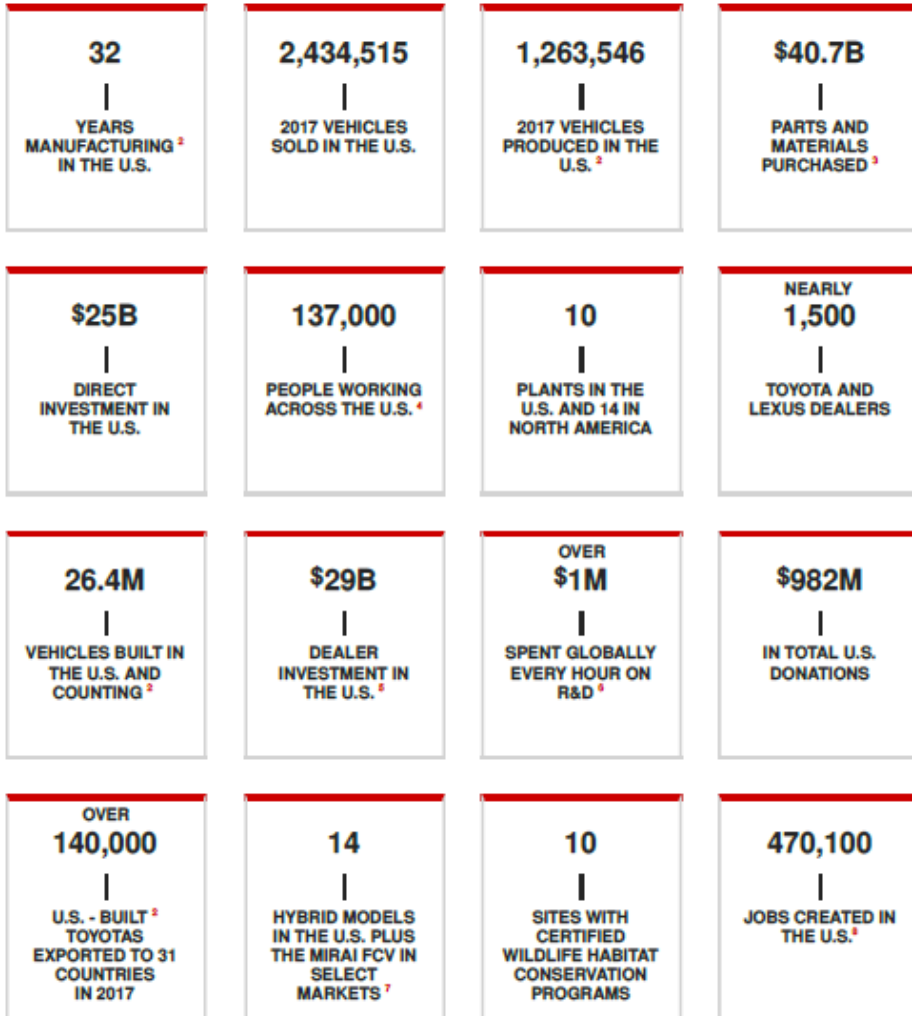 32
YEARS
MANUFACTURING ²
IN THE U.S.
2,434,515
2017 VEHICLES
SOLD IN THE U.S.
1,263,546
2017 VEHICLES
PRODUCED IN THE
U.S. ²
$40.7B
PARTS AND
MATERIALS
PURCHASED ³
$25B
DIRECT
INVESTMENT IN
THE U.S.
137,000
PEOPLE WORKING
ACROSS THE U.S. ⁴
10
PLANTS IN THE
U.S. AND 14 IN
NORTH AMERICA
NEARLY
1,500
TOYOTA AND
LEXUS DEALERS
26.4M
VEHICLES BUILT IN
THE U.S. AND
COUNTING ²
$29B
DEALER
INVESTMENT IN
THE U.S. ⁵
OVER
$1M
SPENT GLOBALLY
EVERY HOUR ON
R&D ⁶
$982M
IN TOTAL U.S.
DONATIONS
OVER
140,000
U.S. - BUILT ²
TOYOTAS
EXPORTED TO 31
COUNTRIES
IN 2017
14
HYBRID MODELS
IN THE U.S. PLUS
THE MIRAI FCV IN
SELECT
MARKETS ⁷
10
SITES WITH
CERTIFIED
WILDLIFE HABITAT
CONSERVATION
PROGRAMS
470,100
JOBS CREATED IN
THE U.S.⁸